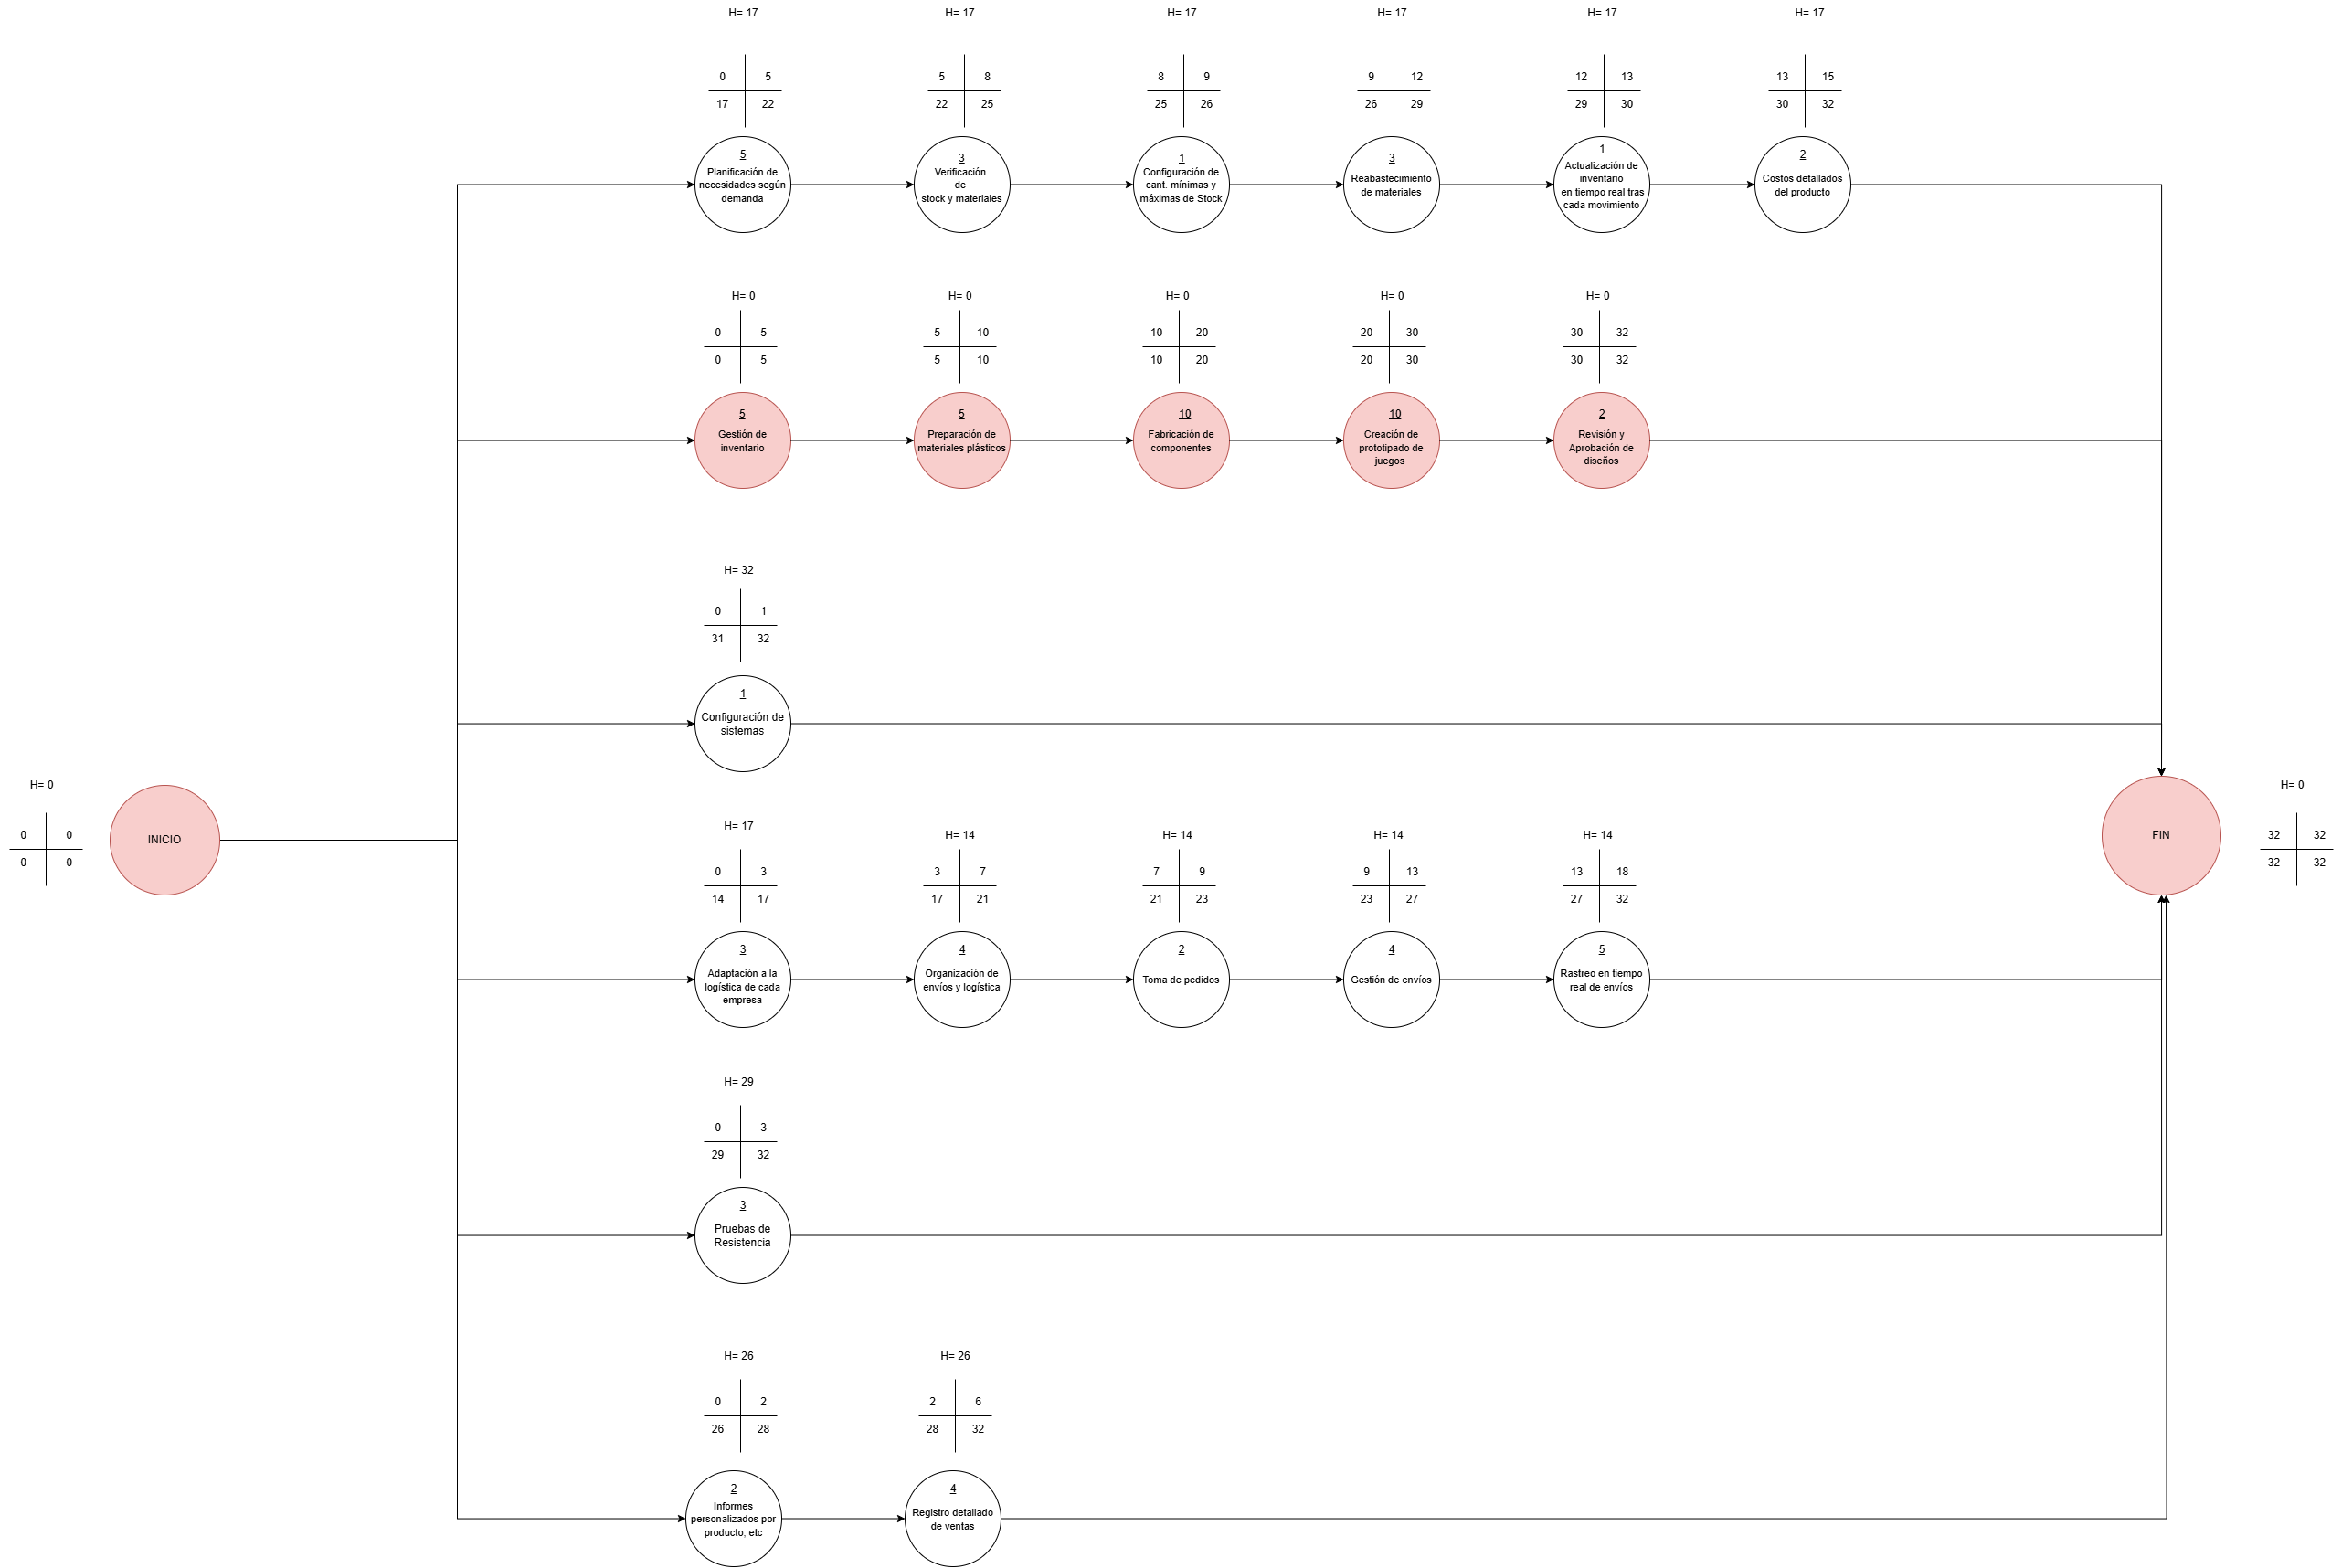 H= 17 H= 17 H= 17 H= 17 H= 17 H= 17
0 5 5 8 8 9 9 12 12 13 13 15
17 22 22 25 25 26 26 29 29 30 30 32
5
Planificación de
necesidades según
demanda
3
Verificación
de
stock y materiales
1
Configuración de
cant. mínimas y
máximas de Stock
3
Reabastecimiento
de materiales
1
Actualización de
inventario
en tiempo real tras
cada movimiento
2
Costos detallados
del producto
H= 0 H= 0 H= 0 H= 0 H= 0
0 5 5 10 10 20 20 30 30 32
0 5 5 10 10 20 20 30 30 32
5
Gestión de
inventario
5
Preparación de
materiales plásticos
10
Fabricación de
componentes
10
Creación de
prototipado de
juegos
2
Revisión y
Aprobación de
diseños
H= 32
0 1
31 32
1
Configuración de
sistemas
H= 0
0 0
0 0
INICIO
H= 17 H= 14 H= 14 H= 14 H= 14
0 3 3 7 7 9 9 13 13 18
14 17 17 21 21 23 23 27 27 32
3
Adaptación a la
logística de cada
empresa
4
Organización de
envíos y logística
2
Toma de pedidos
4
Gestión de envíos
5
Rastreo en tiempo
real de envíos
FIN
H= 0
32 32
32 32
H= 29
0 3
29 32
3
Pruebas de
Resistencia
H= 26 H= 26
0 2 2 6
26 28 28 32
2
Informes
personalizados por
producto, etc
4
Registro detallado
de ventas